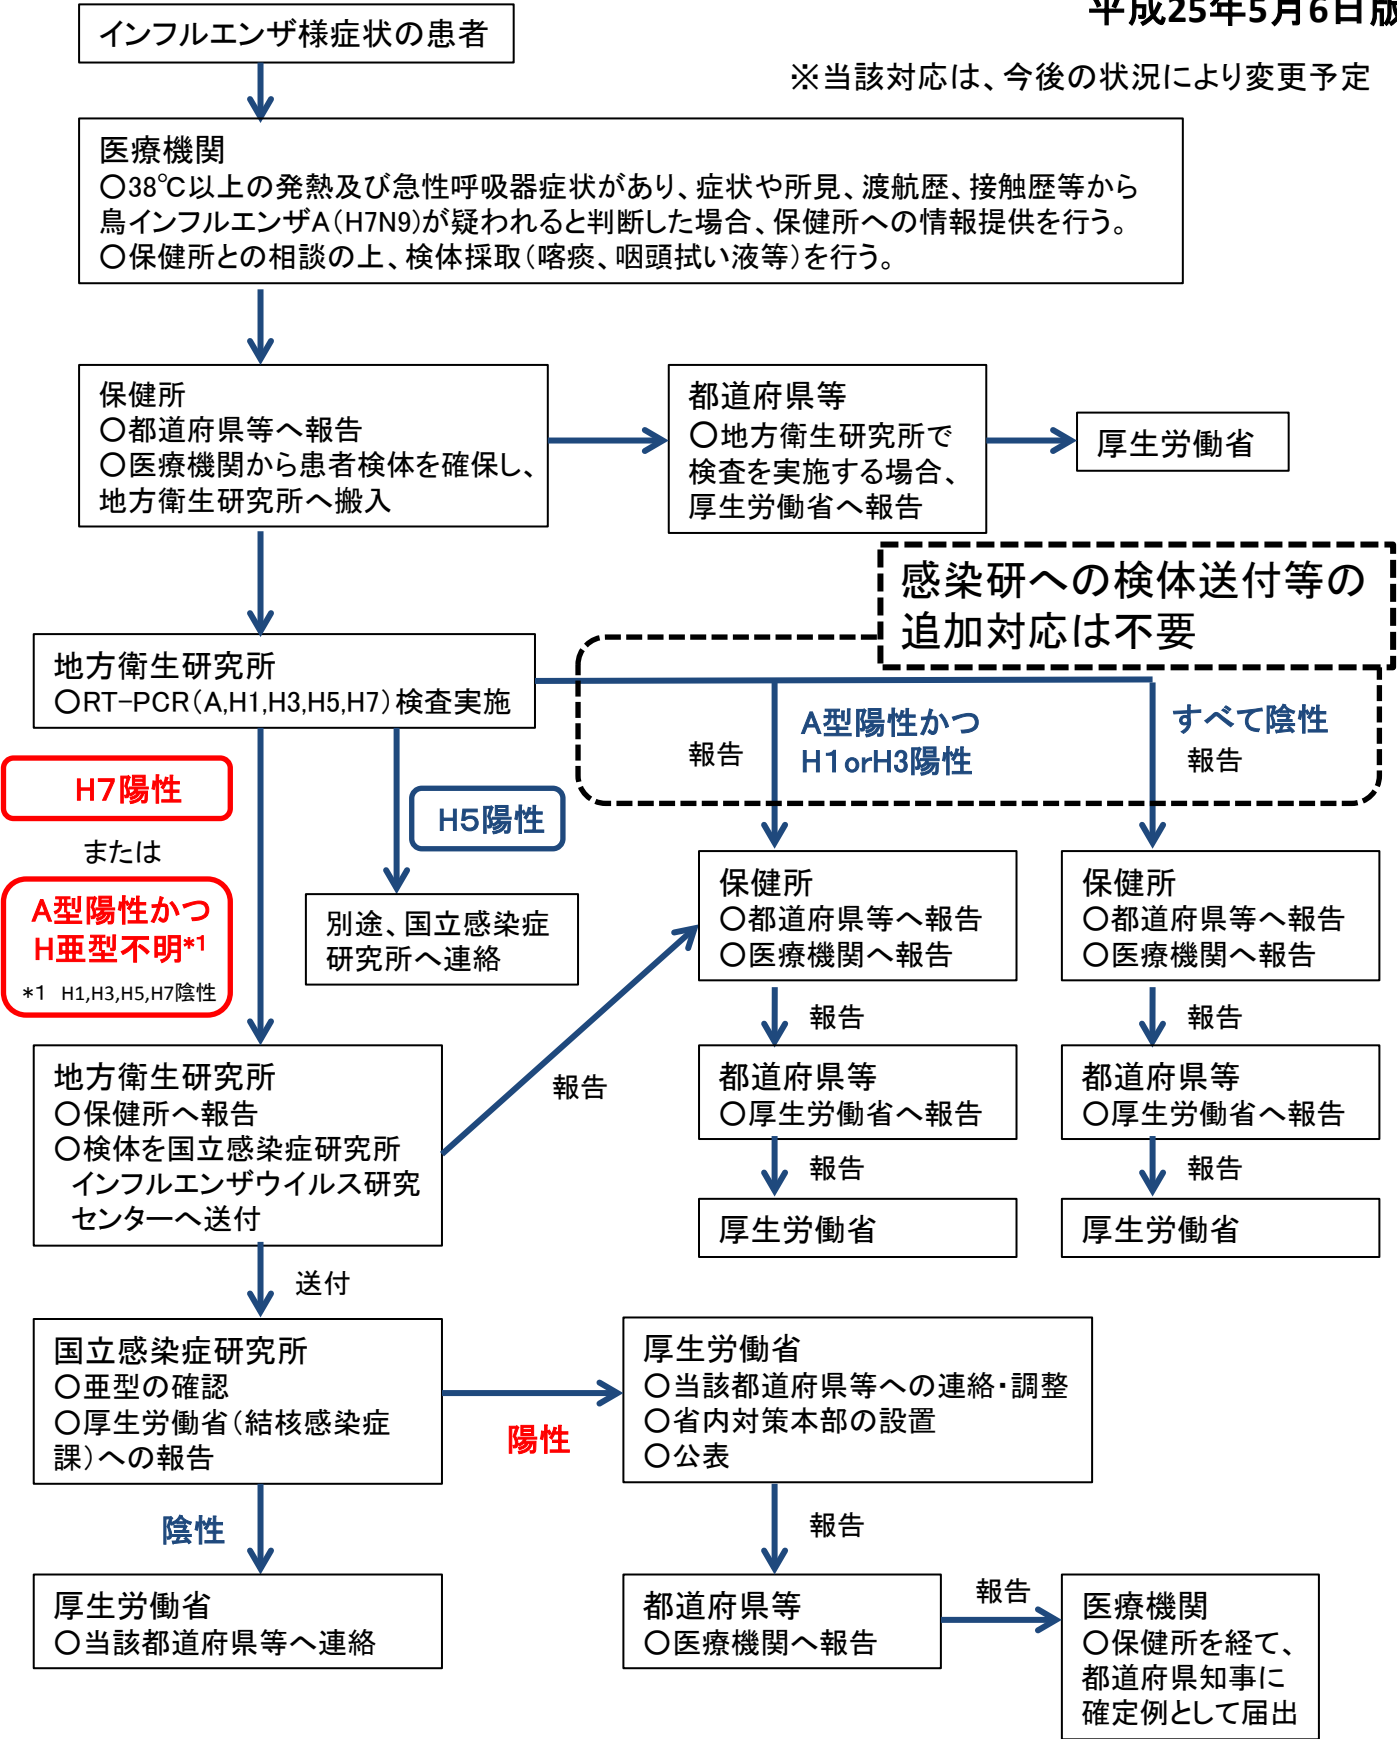 平成25年5月6日版
インフルエンザ様症状の患者
※当該対応は、今後の状況により変更予定
医療機関
〇38℃以上の発熱及び急性呼吸器症状があり、症状や所見、渡航歴、接触歴等から
鳥インフルエンザA(H7N9)が疑われると判断した場合、保健所への情報提供を行う。
〇保健所との相談の上、検体採取(喀痰、咽頭拭い液等)を行う。
保健所
〇都道府県等へ報告
〇医療機関から患者検体を確保し、
地方衛生研究所へ搬入
都道府県等
〇地方衛生研究所で
検査を実施する場合、
厚生労働省へ報告
厚生労働省
感染研への検体送付等の
追加対応は不要
地方衛生研究所
〇RT-PCR(A,H1,H3,H5,H7)検査実施
報告
A型陽性かつ
H1orH3陽性
すべて陰性
報告
H7陽性
または
A型陽性かつ
H亜型不明*1
*1 H1,H3,H5,H7陰性
H5陽性
別途、国立感染症
研究所へ連絡
保健所
〇都道府県等へ報告
〇医療機関へ報告
報告
都道府県等
〇厚生労働省へ報告
報告
厚生労働省
保健所
〇都道府県等へ報告
〇医療機関へ報告
報告
都道府県等
〇厚生労働省へ報告
報告
厚生労働省
地方衛生研究所
〇保健所へ報告
〇検体を国立感染症研究所
インフルエンザウイルス研究
センターへ送付
報告
送付
国立感染症研究所
〇亜型の確認
〇厚生労働省(結核感染症
課)への報告
陽性
厚生労働省
〇当該都道府県等への連絡・調整
〇省内対策本部の設置
〇公表
陰性
報告
厚生労働省
〇当該都道府県等へ連絡
都道府県等
〇医療機関へ報告
報告
医療機関
〇保健所を経て、
都道府県知事に
確定例として届出